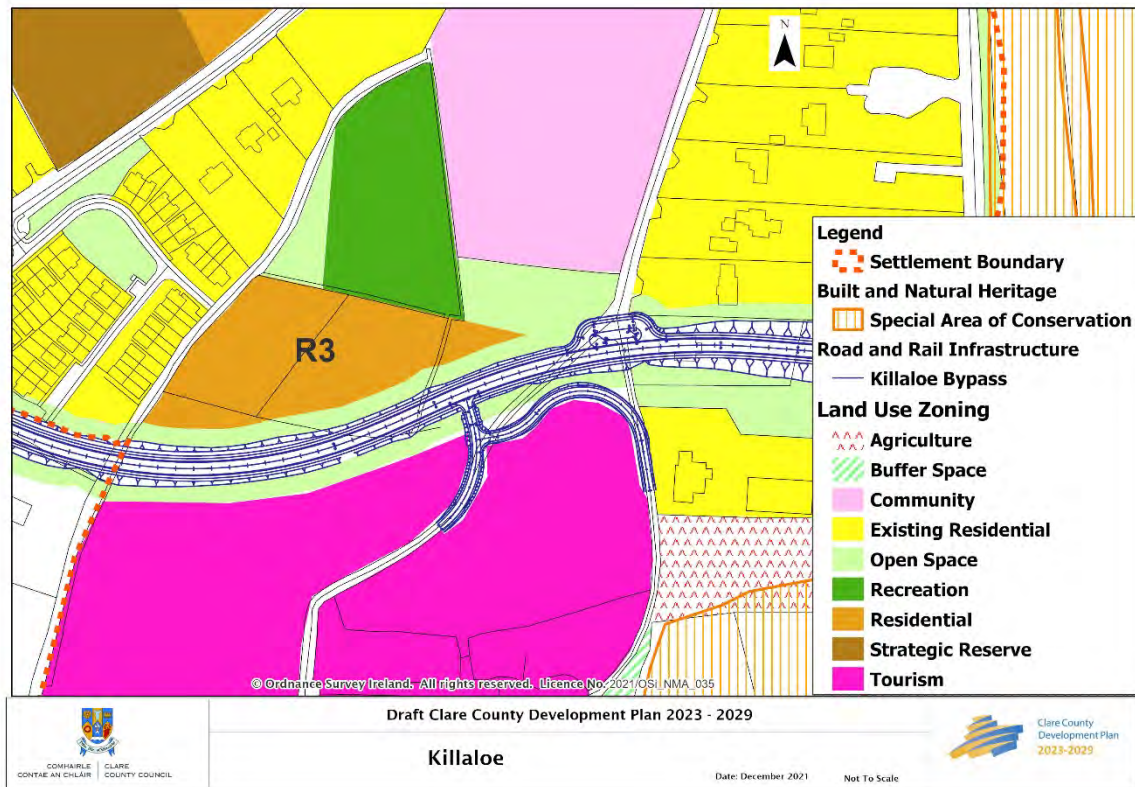 N
R3
Legend
Settlement Boundary
Built and Natural Heritage
Special Area of Conservation
Road and Rail Infrastructure
Killaloe Bypass
Land Use Zoning
Agriculture
Buffer Space
Community
Existing Residential
Open Space
Recreation
Residential
Strategic Reserve
Tourism
© Ordnance Survey Ireland. All rights reserved. Licence No. 2021/OSI_NMA_035
Draft Clare County Development Plan 2023 - 2029
Killaloe
Date: December 2021
Not To Scale
COMHAIRLE
CONTAE AN CHLÁIR
CLARE
COUNTY COUNCIL
Clare County
Development Plan
2023-2029